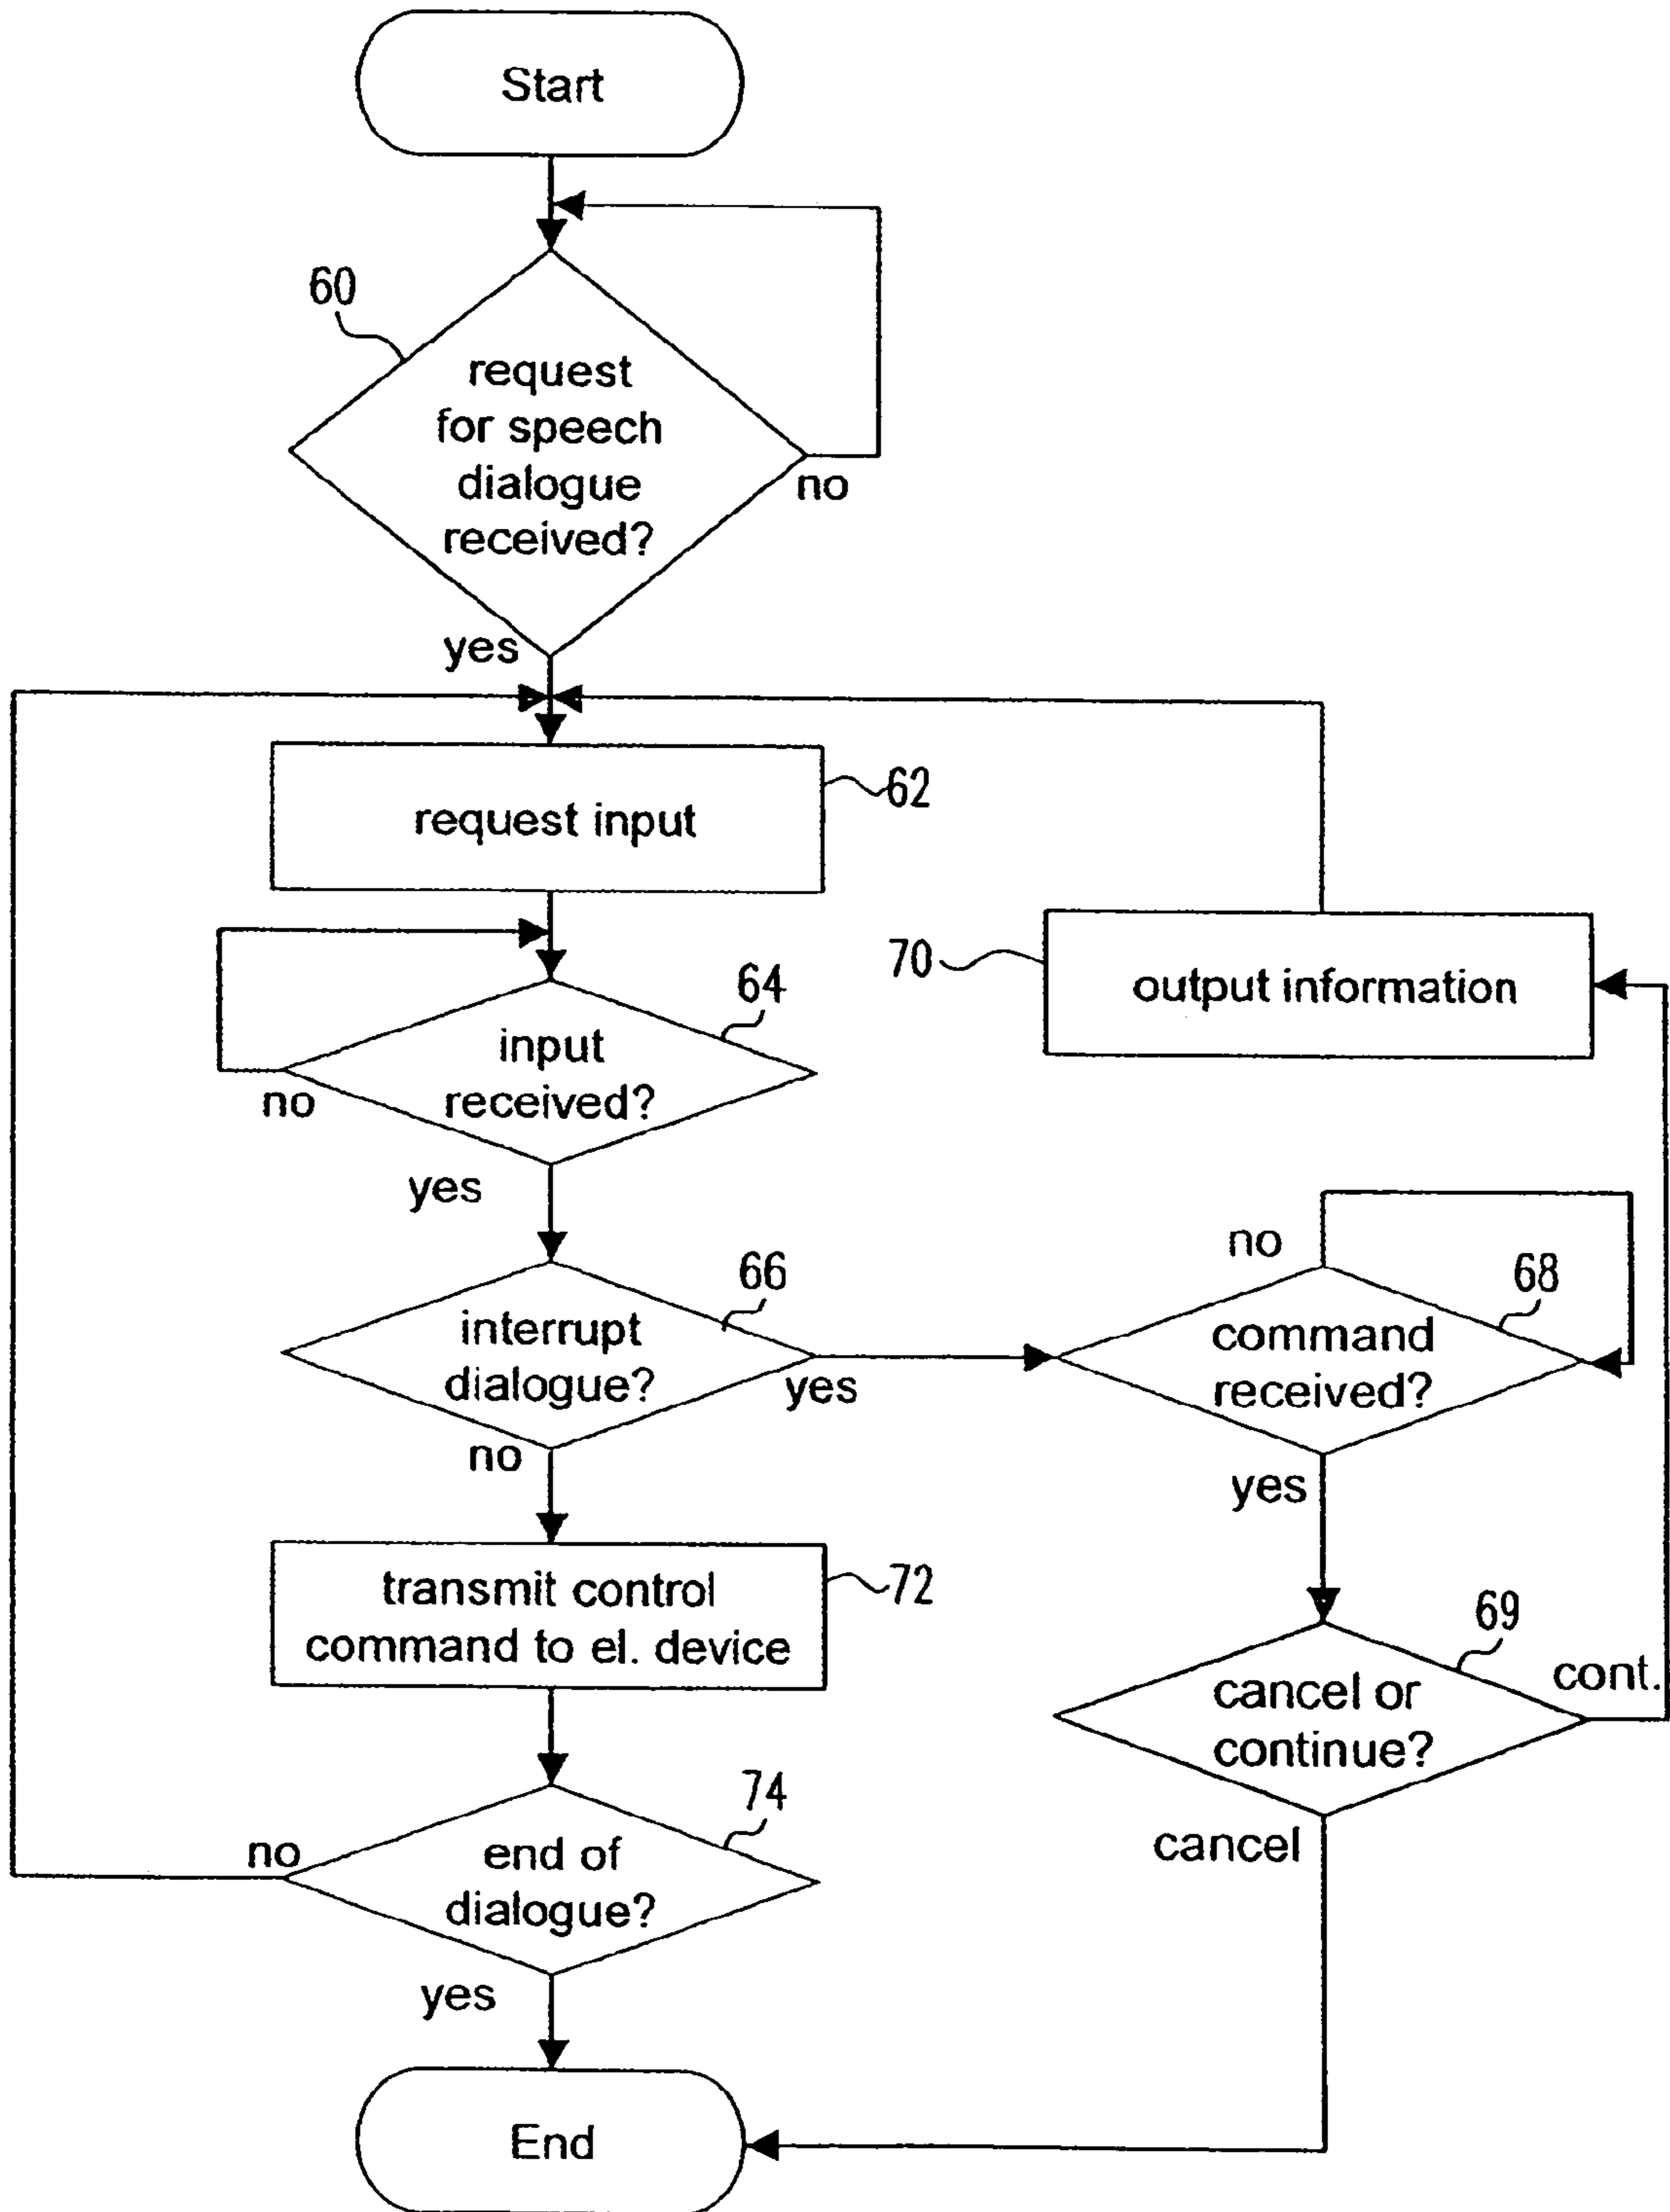 Start
60
request
for speech
dialogue
received?
no
yes
request input
62
70
output information
64
input
received?
no
yes
66
interrupt
dialogue?
yes
no
no
68
command
received?
yes
transmit control
command to el. device
72
69
cancel or
continue?
cont.
cancel
74
end of
dialogue?
no
yes
End